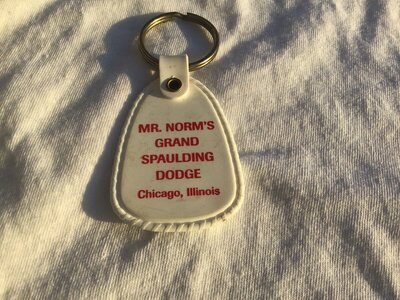 MR. NORM'S
GRAND
SPAULDING
DODGE
Chicago, Illinois